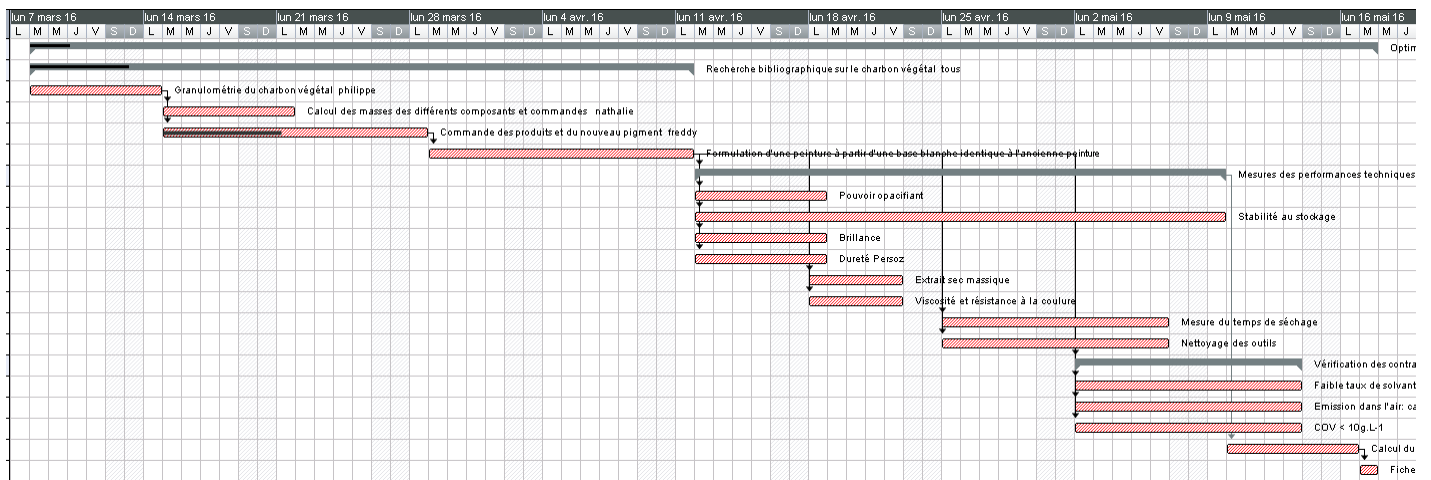 lun 7 mars 16 lun 14 mars 16 lun 21 mars 16 lun 28 mars 16 lun 4 avr. 16 lun 11 avr. 16 lun 18 avr. 16 lun 25 avr. 16 lun 2 mai 16 lun 9 mai 16 lun 16 mai 16
L M M J V S D L M M J V S D L M M J V S D L M M J V S D L M M J V S D L M M J V S D L M M J V S D L M M J V S D L M M J V S D L M M J V S D L M M J
Optim
Recherche bibliographique sur le charbon végétal tous
Granulométrie du charbon végétal philippe
Calcul des masses des différents composants et commandes nathalie
Commande des produits et du nouveau pigment freddy
Formulation d'une peinture à partir d'une base blanche identique à l'ancienne peinture
Mesures des performances techniques
Pouvoir opacifiant
Stabilité au stockage
Brillance
Dureté Persoz
Extrait sec massique
Viscosité et résistance à la coulure
Mesure du temps de séchage
Nettoyage des outils
Vérification des contra
Faible taux de solvant
Emission dans l'air: ca
COV < 10g.L-1
Calcul du
Fiche